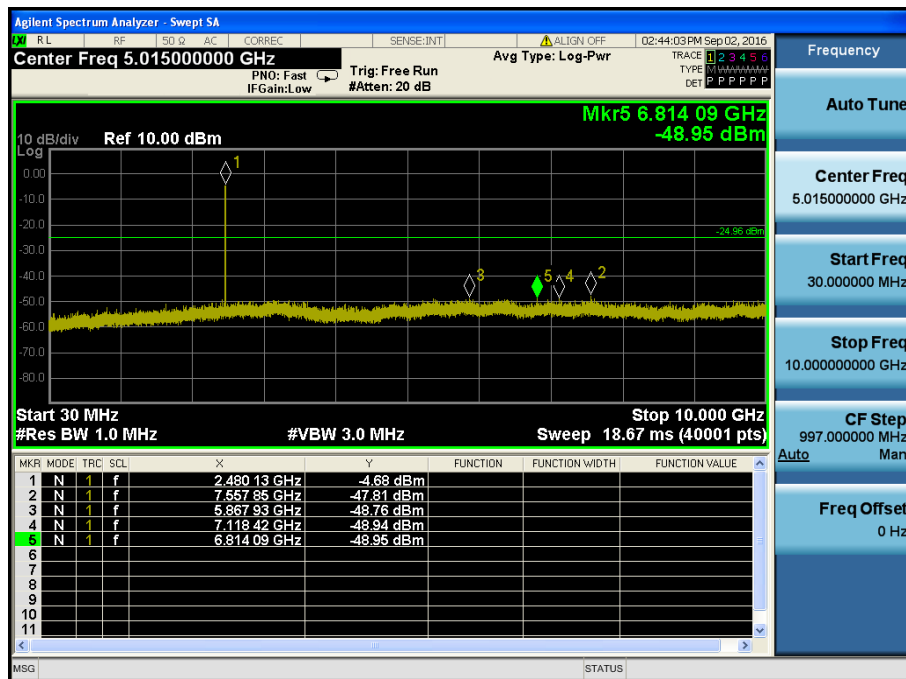 Agilent Spectrum Analyzer - Swept SA
LXI RL RF 50 Ω AC CORREC SENSE:INT ALIGN OFF 02:44:03 PM Sep 02, 2016
Center Freq 5.015000000 GHz
PNO: Fast
IFGain:Low
Trig: Free Run
#Atten: 20 dB
Avg Type: Log-Pwr
TRACE 1 2 3 4 5 6
TYPE M W W W W W
DET P P P P P P
Mkr5 6.814 09 GHz
-48.95 dBm
10 dB/div Ref 10.00 dBm
Log
0.00
-10.0
-20.0
-30.0
-40.0
-50.0
-60.0
-70.0
-80.0
1
-24.96 dBm
3
5
4
2
Start 30 MHz
Stop 10.000 GHz
#Res BW 1.0 MHz
#VBW 3.0 MHz
Sweep 18.67 ms (40001 pts)
MKR MODE TRC SCL X Y FUNCTION FUNCTION WIDTH FUNCTION VALUE
1 N 1 f 2.480 13 GHz -4.68 dBm
2 N 1 f 7.557 85 GHz -47.81 dBm
3 N 1 f 5.867 93 GHz -48.76 dBm
4 N 1 f 7.118 42 GHz -48.94 dBm
5 N 1 f 6.814 09 GHz -48.95 dBm
6
7
8
9
10
11
MSG
STATUS
Frequency
Auto Tune
Center Freq
5.015000000 GHz
Start Freq
30.000000 MHz
Stop Freq
10.000000000 GHz
CF Step
997.000000 MHz
Auto Man
Freq Offset
0 Hz